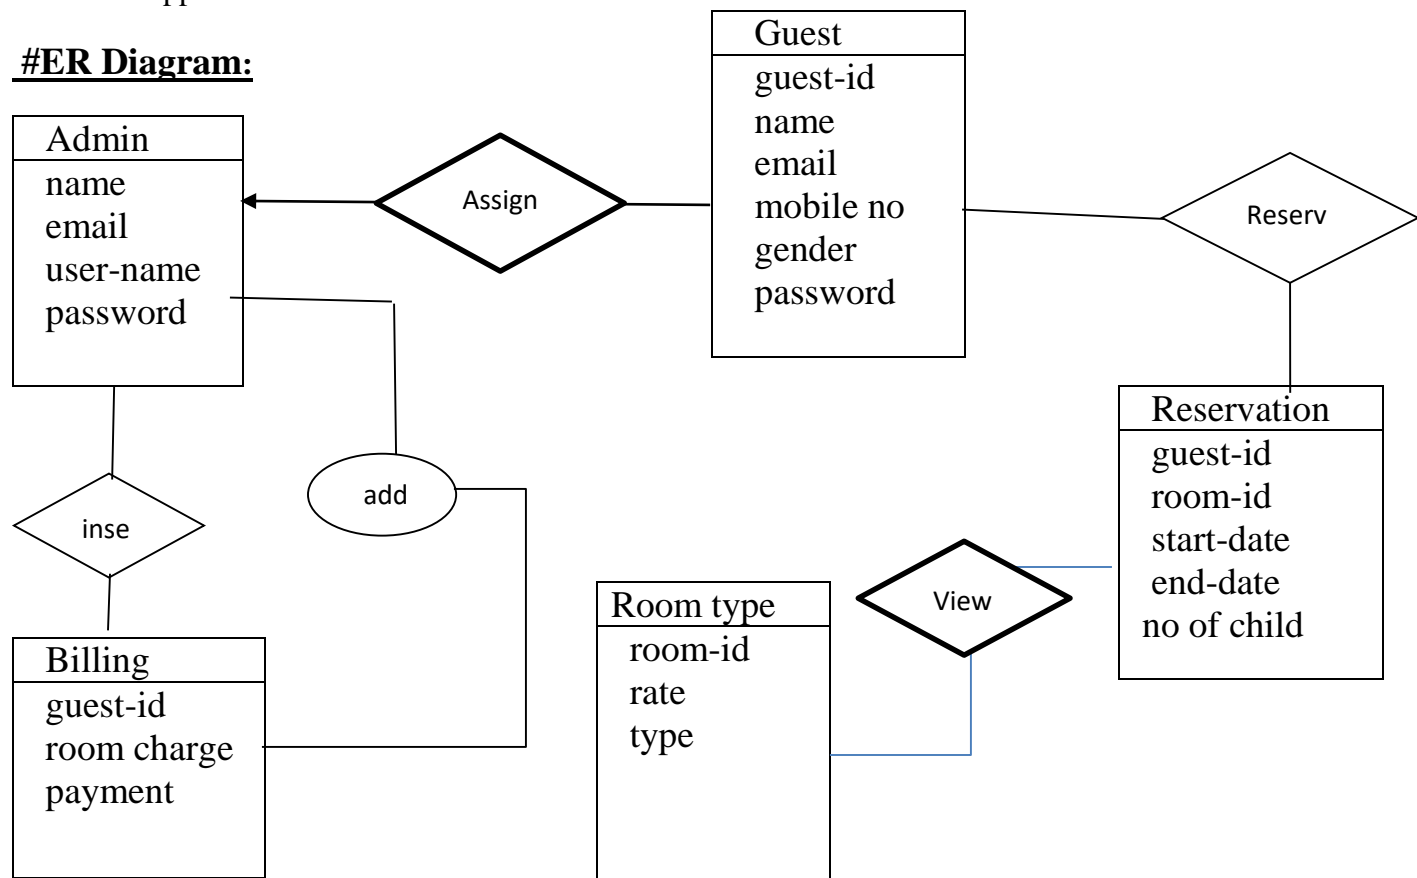 #ER Diagram:
Guest
guest-id
name
email
mobile no
gender
password
Admin
name
email
user-name
password
Assign
Reserv
Reservation
guest-id
room-id
start-date
end-date
no of child
add
inse
View
Room type
room-id
rate
type
Billing
guest-id
room charge
payment